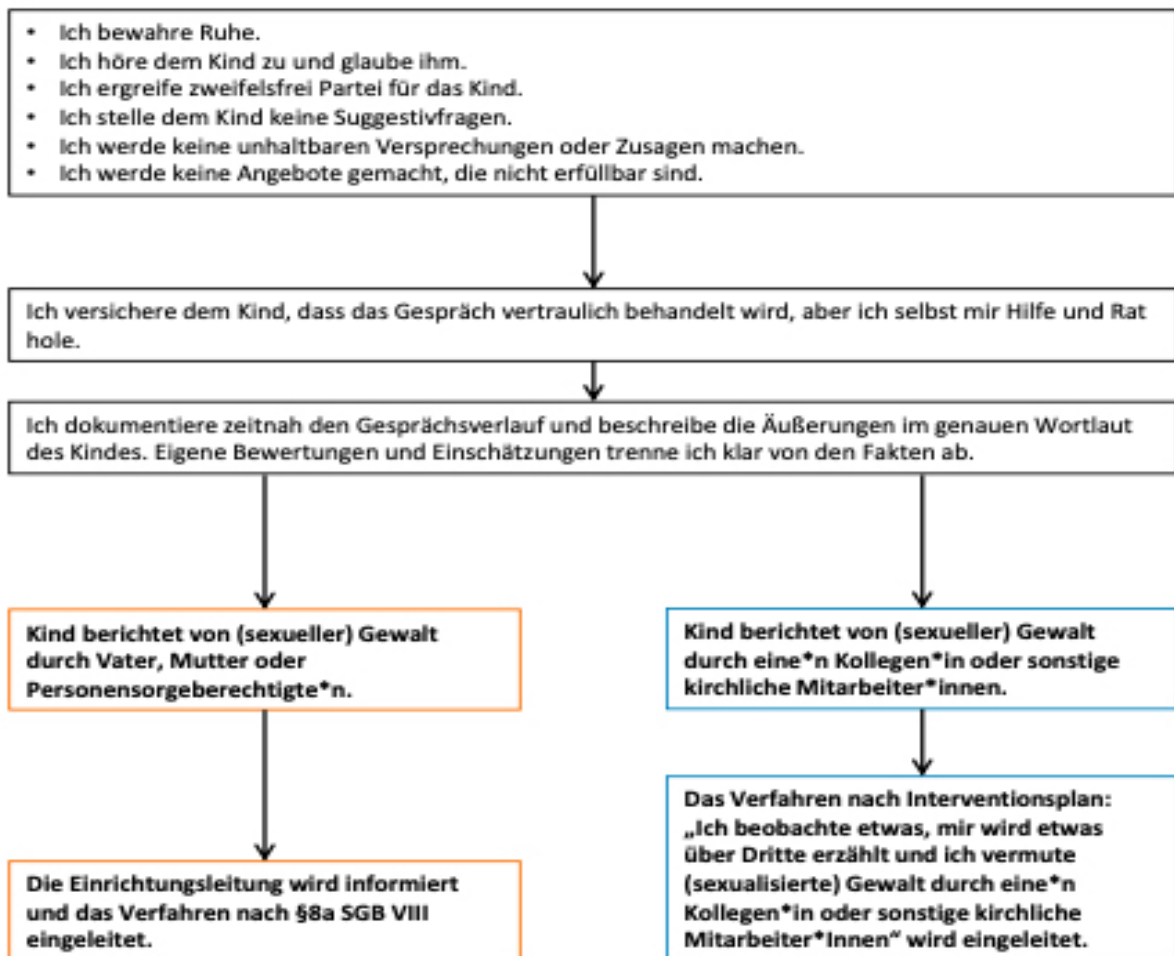 • Ich bewahre Ruhe.
• Ich höre dem Kind zu und glaube ihm.
• Ich ergreife zweifelsfrei Partei für das Kind.
• Ich stelle dem Kind keine Suggestivfragen.
• Ich werde keine unhaltbaren Versprechungen oder Zusagen machen.
• Ich werde keine Angebote gemacht, die nicht erfüllbar sind.
Ich versichere dem Kind, dass das Gespräch vertraulich behandelt wird, aber ich selbst mir Hilfe und Rat
hole.
Ich dokumentiere zeitnah den Gesprächsverlauf und beschreibe die Äußerungen im genauen Wortlaut
des Kindes. Eigene Bewertungen und Einschätzungen trenne ich klar von den Fakten ab.
Kind berichtet von (sexueller) Gewalt
durch Vater, Mutter oder
Personensorgeberechtigte*n.
Die Einrichtungsleitung wird informiert
und das Verfahren nach §8a SGB VIII
eingeleitet.
Kind berichtet von (sexueller) Gewalt
durch eine*n Kollegen*in oder sonstige
kirchliche Mitarbeiter*innen.
Das Verfahren nach Interventionsplan:
„Ich beobachte etwas, mir wird etwas
über Dritte erzählt und ich vermute
(sexualisierte) Gewalt durch eine*n
Kollegen*in oder sonstige kirchliche
Mitarbeiter*Innen“ wird eingeleitet.